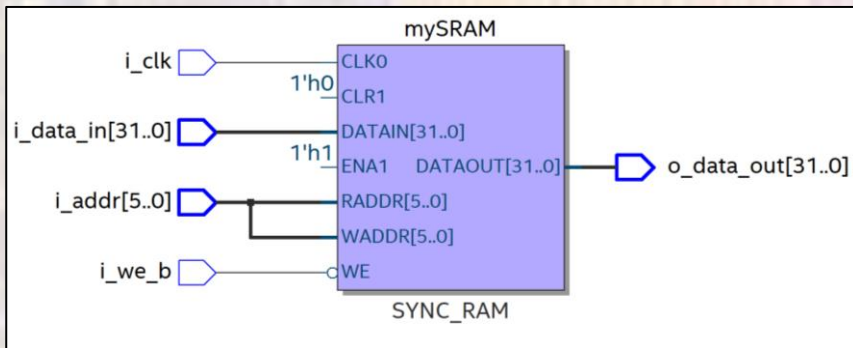 mySRAM
i_clk
CLK0
1'h0
CLR1
i_data_in[31..0]
DATAIN[31..0]
1'h1
ENA1
DATAOUT[31..0]
o_data_out[31..0]
i_addr[5..0]
RADDR[5..0]
WADDR[5..0]
i_we_b
WE
SYNC_RAM